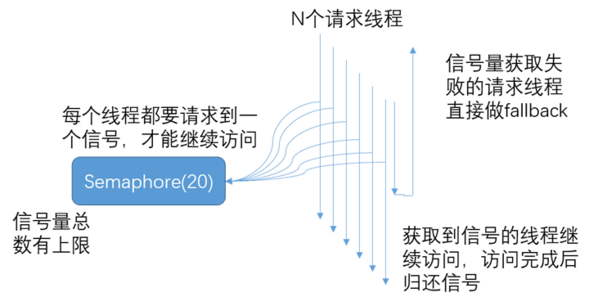 N个请求线程
信号量获取失
败的请求线程
直接做fallback
每个线程都要请求到一
个信号，才能继续访问
Semaphore(20)
信号量总
数有上限
获取到信号的线程继
续访问，访问完成后
归还信号